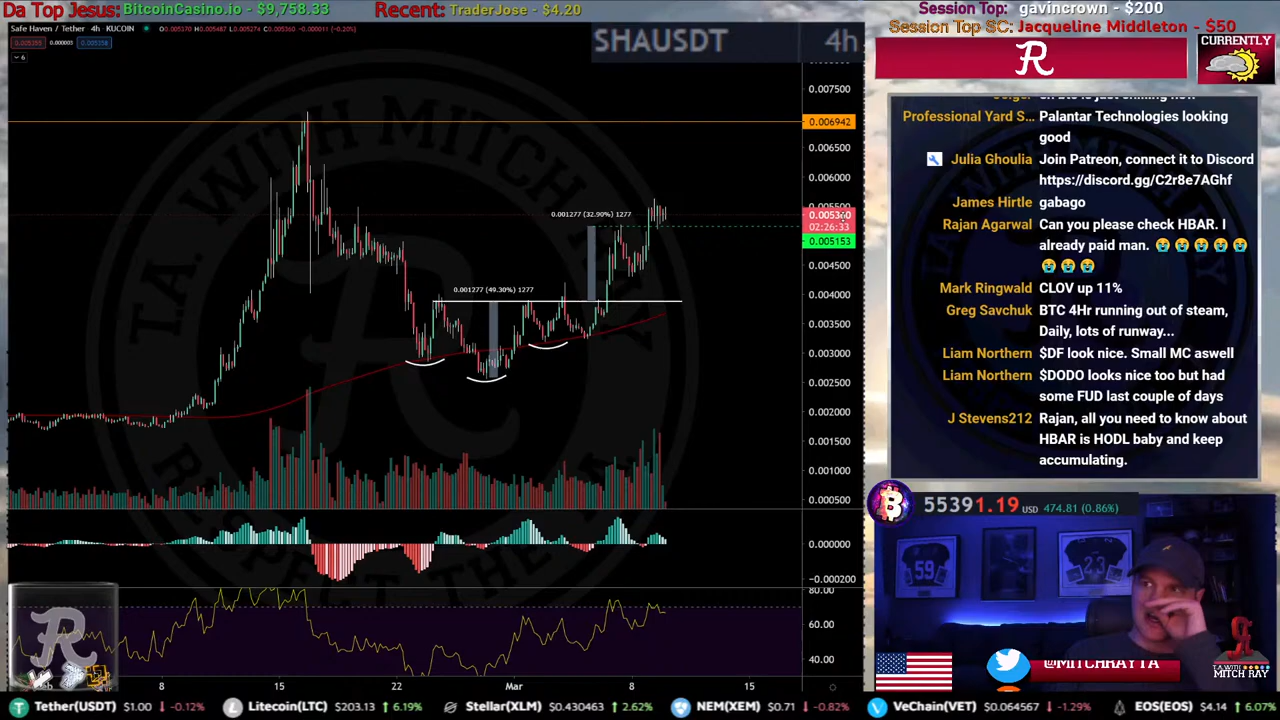 Da Top Jesus: BitcoinCasino.io - $9,758.33
Recent: TraderJose - $4.20
Session Top: gavincrown - $200
Session Top SC: Jacqueline Middleton - $50
Safe Haven / Tether 4h KUCOIN
SHAUSDT 4h
CURRENTLY
R
0.007500
0.006942
0.006500
0.006000
0.005360
02:26:33
0.005153
0.004500
0.004000
0.003500
0.003000
0.002500
0.002000
0.001500
0.001000
0.000500
0.000000
-0.000200
80.00
60.00
40.00
0.001277 (32.90%) 1277
0.001277 (49.30%) 1277
8
15
22
Mar
8
15
Professional Yard S... Palantar Technologies looking
good
Julia Ghoulia Join Patreon, connect it to Discord
https://discord.gg/C2r8e7AGhf
James Hirtle gabago
Rajan Agarwal Can you please check HBAR. I
already paid man. 😭😭😭😭😭
😭😭😭
Mark Ringwald CLOV up 11%
Greg Savchuk BTC 4Hr running out of steam,
Daily, lots of runway...
Liam Northern $DF look nice. Small MC aswell
Liam Northern $DODO looks nice too but had
some FUD last couple of days
J Stevens212 Rajan, all you need to know about
HBAR is HODL baby and keep
accumulating.
55391.19 USD 474.81 (0.86%)
59
23
@MITCHRAYTA
T.A. WITH
MITCH RAY
Tether(USDT) $1.00 -0.12%
Litecoin(LTC) $203.13 6.19%
Stellar(XLM) $0.430463 2.62%
NEM(XEM) $0.71 -0.82%
VeChain(VET) $0.064567 -1.29%
EOS(EOS) $4.14 6.07%